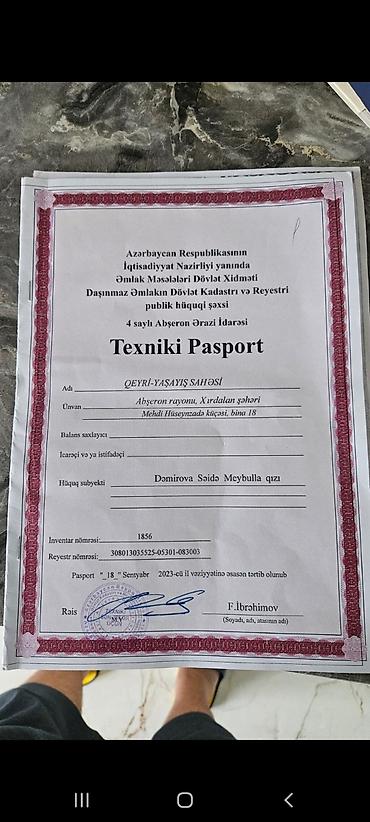 Azərbaycan Respublikasının
İqtisadiyyat Nazirliyi yanında
Əmlak Məsələləri Dövlət Xidməti
Daşınmaz Əmlakın Dövlət Kadastrı və Reyestri
publik hüquqi şəxsi
4 saylı Abşeron Ərazi İdarəsi
Texniki Pasport
Adı QEYRİ-YAŞAYIŞ SAHƏSİ
Ünvan Abşeron rayonu, Xırdalan şəhəri
Mehdi Hüseynzadə küçəsi, bina 18
Balans saxlayıcı
İcarəçi və ya istifadəçi
Hüquq subyekti Dəmirova Səidə Meybulla qızı
İnventar nömrəsi: 1856
Reyestr nömrəsi: 308013035525-05301-083003
Pasport "_18_" Sentyabr 2023-cü il vəziyyətinə əsasən tərtib olunub
Rəis F.İbrəhimov
(Soyadı, adı, atasının adı)